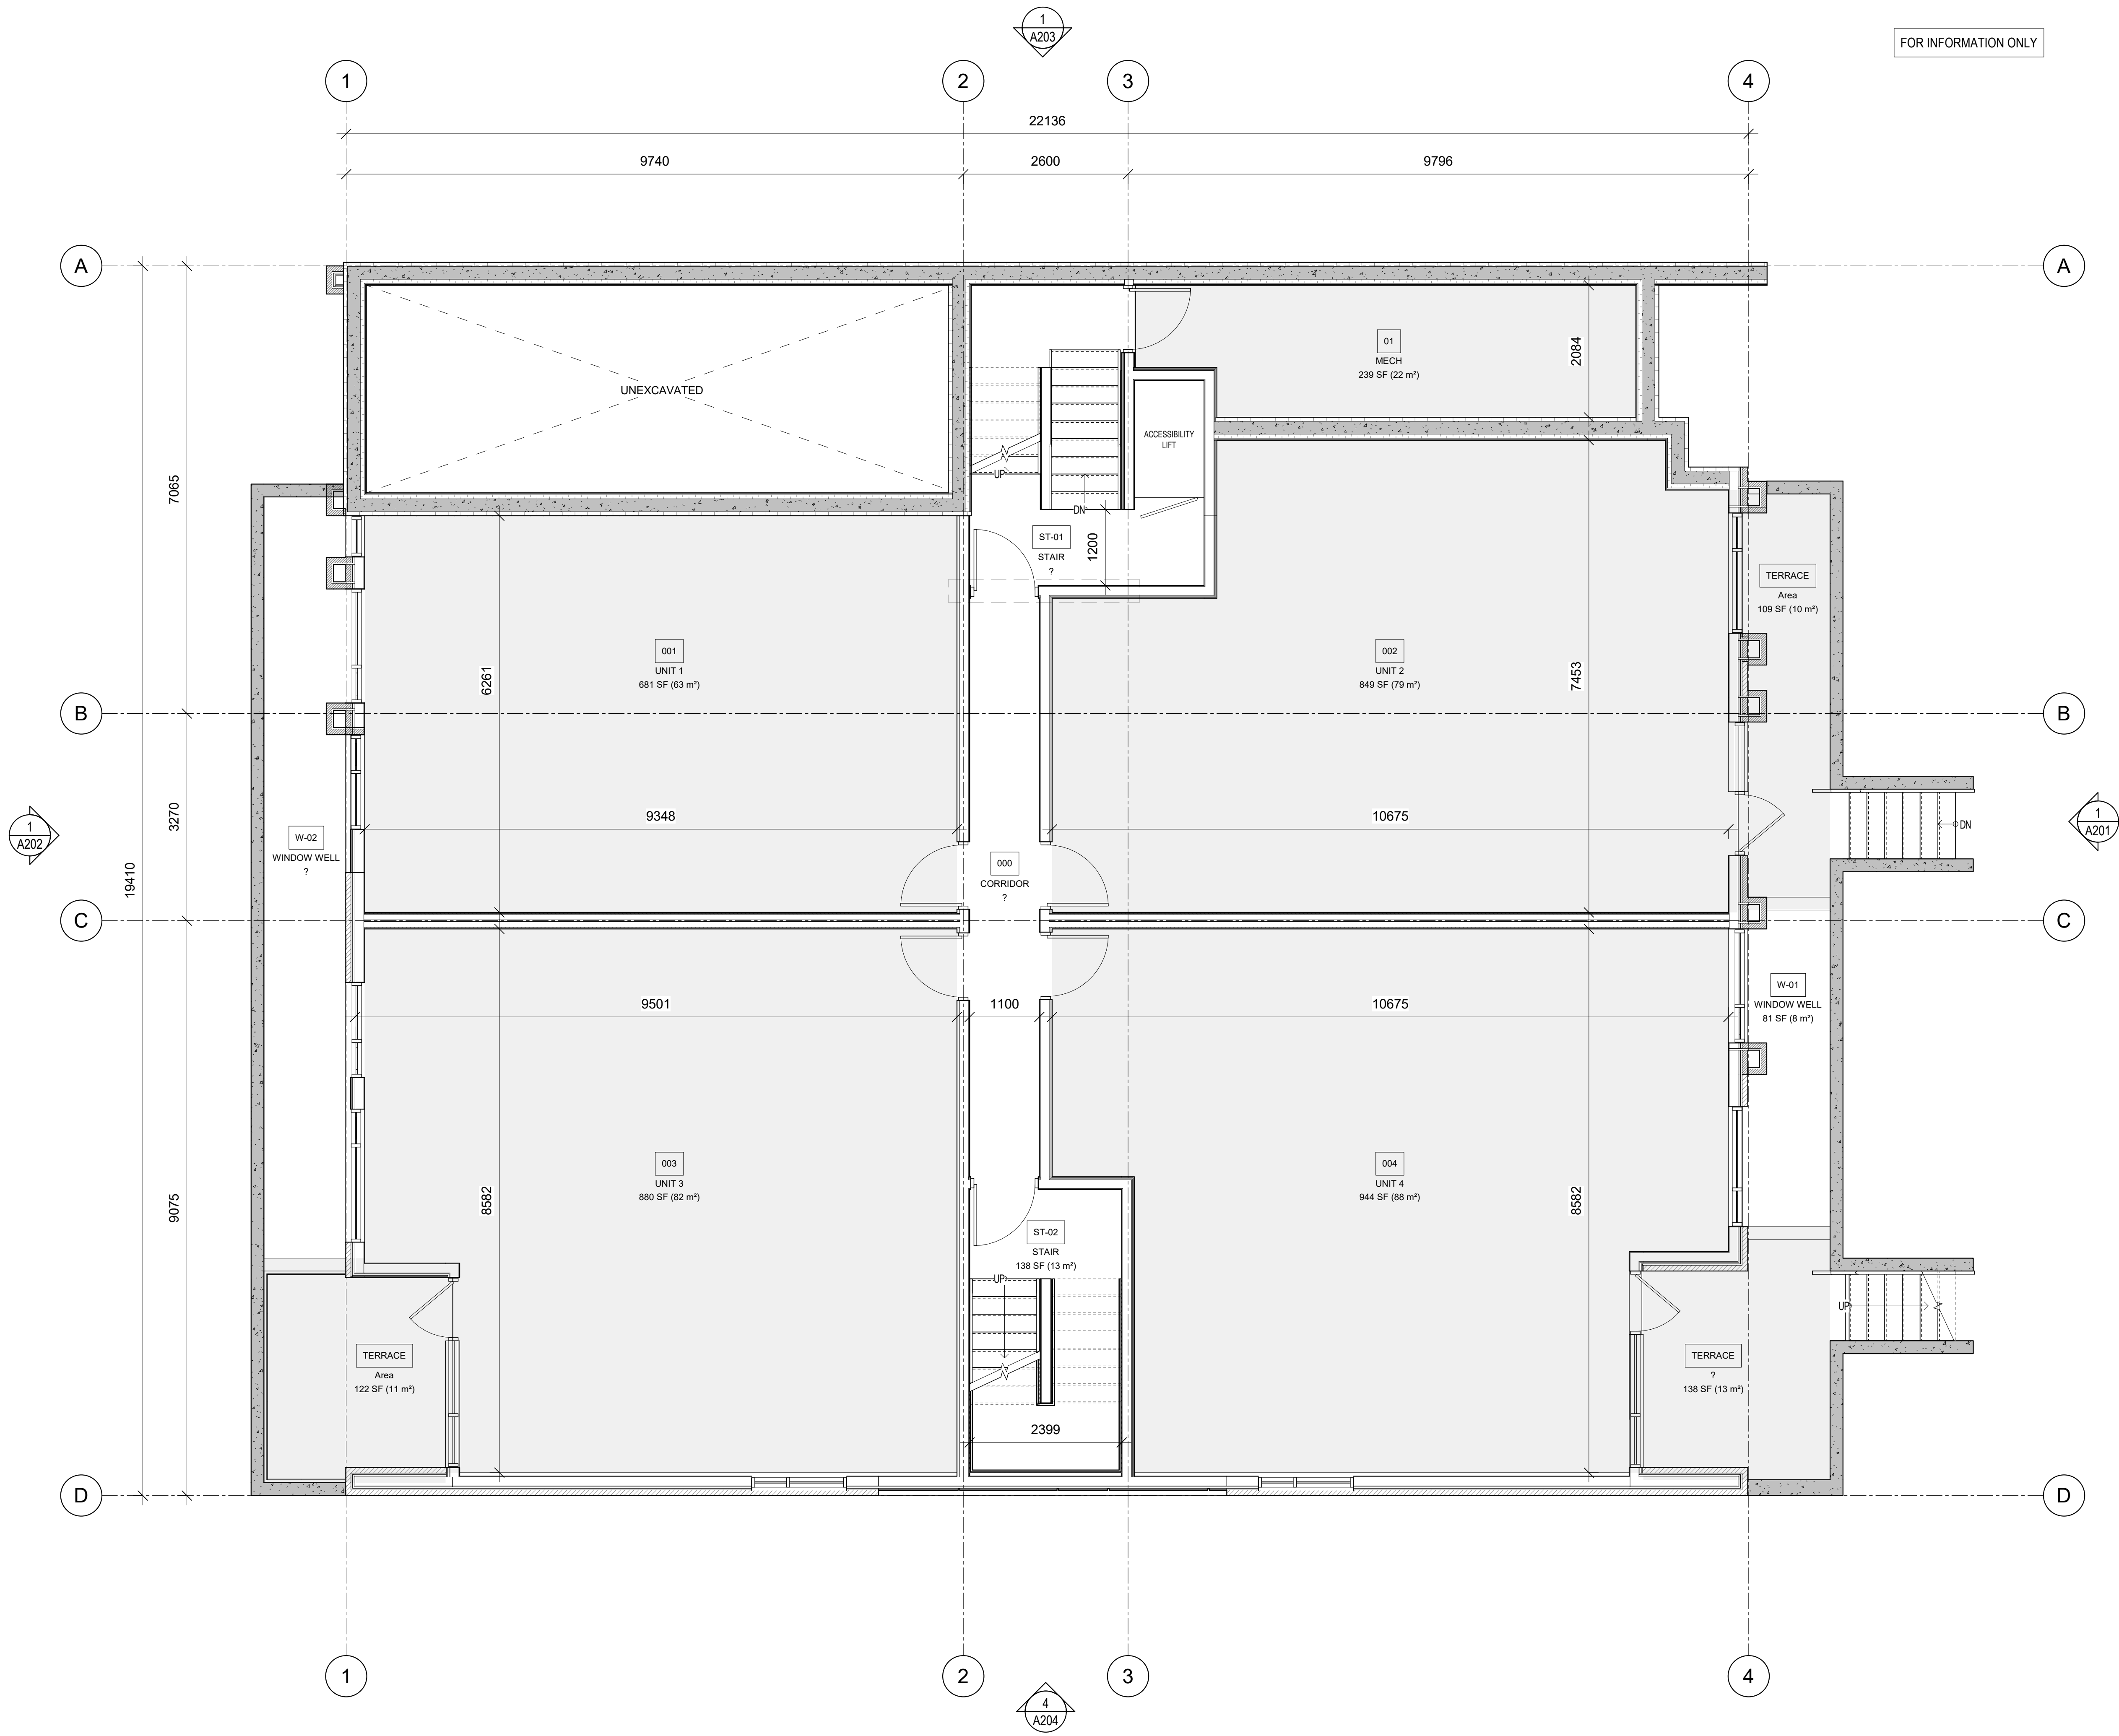 1
A203
FOR INFORMATION ONLY
1
2
3
4
22136
9740
2600
9796
A
A
01
MECH
239 SF (22 m²)
2084
UNEXCAVATED
ACCESSIBILITY
LIFT
UP
7065
DN
ST-01
STAIR
?
1200
TERRACE
Area
109 SF (10 m²)
001
UNIT 1
681 SF (63 m²)
6261
002
UNIT 2
849 SF (79 m²)
7453
B
B
3270
9348
10675
DN
1
A202
W-02
WINDOW WELL
?
19410
000
CORRIDOR
?
1
A201
C
C
9501
1100
10675
W-01
WINDOW WELL
81 SF (8 m²)
003
UNIT 3
880 SF (82 m²)
004
UNIT 4
944 SF (88 m²)
9075
8582
8582
ST-02
STAIR
138 SF (13 m²)
UP
UP
TERRACE
Area
122 SF (11 m²)
TERRACE
?
138 SF (13 m²)
2399
D
D
1
2
3
4
4
A204